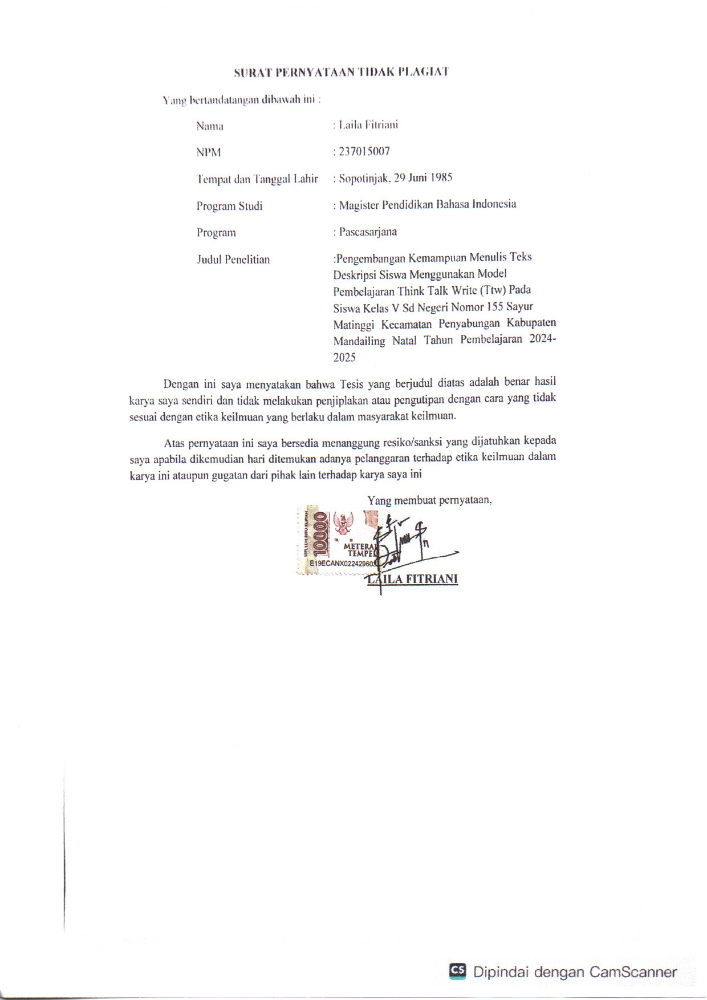 SURAT PERNYATAAN TIDAK PLAGIAT
Yang bertandatangan dibawah ini :
Nama : Laila Fitriani
NPM : 237015007
Tempat dan Tanggal Lahir : Sopotinjak, 29 Juni 1985
Program Studi : Magister Pendidikan Bahasa Indonesia
Program : Pascasarjana
Judul Penelitian :Pengembangan Kemampuan Menulis Teks
Deskripsi Siswa Menggunakan Model
Pembelajaran Think Talk Write (Ttw) Pada
Siswa Kelas V Sd Negeri Nomor 155 Sayur
Matinggi Kecamatan Penyabungan Kabupaten
Mandailing Natal Tahun Pembelajaran 2024-
2025
Dengan ini saya menyatakan bahwa Tesis yang berjudul diatas adalah benar hasil
karya saya sendiri dan tidak melakukan penjiplakan atau pengutipan dengan cara yang tidak
sesuai dengan etika keilmuan yang berlaku dalam masyarakat keilmuan.
Atas pernyataan ini saya bersedia menanggung resiko/sanksi yang dijatuhkan kepada
saya apabila dikemudian hari ditemukan adanya pelanggaran terhadap etika keilmuan dalam
karya ini ataupun gugatan dari pihak lain terhadap karya saya ini
Yang membuat pernyataan,
SEPULUH RIBU RUPIAH
10000
METERAI
TEMPEL
LAILA FITRIANI
CS Dipindai dengan CamScanner